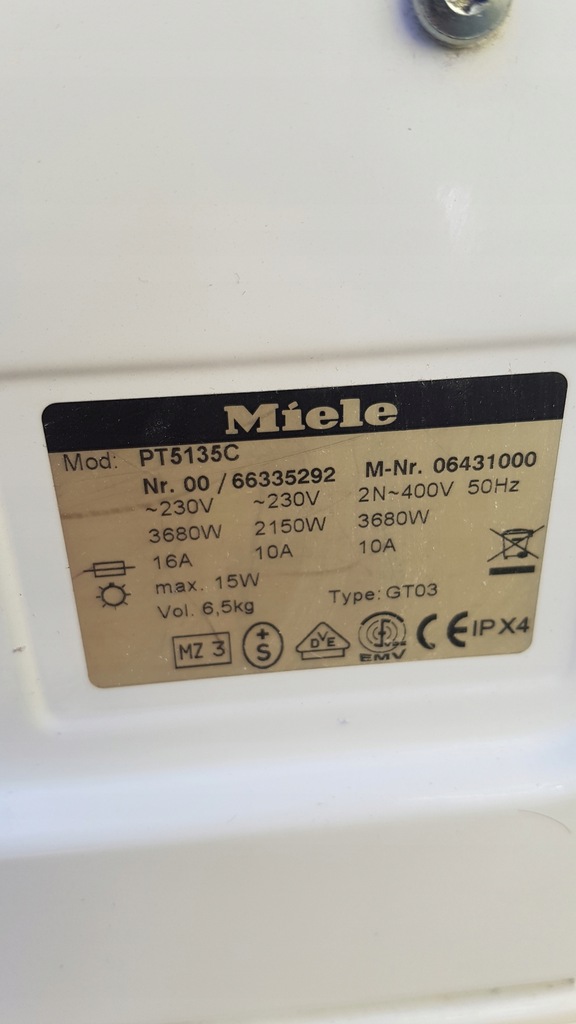 Miele
Mod: PT5135C
Nr. 00 / 66335292 M-Nr. 06431000
~230V ~230V 2N~400V 50Hz
3680W 2150W 3680W
16A 10A 10A
max. 15W
Vol. 6,5kg Type: GT03
MZ 3 +S DVE VDE EMV CE IPX4